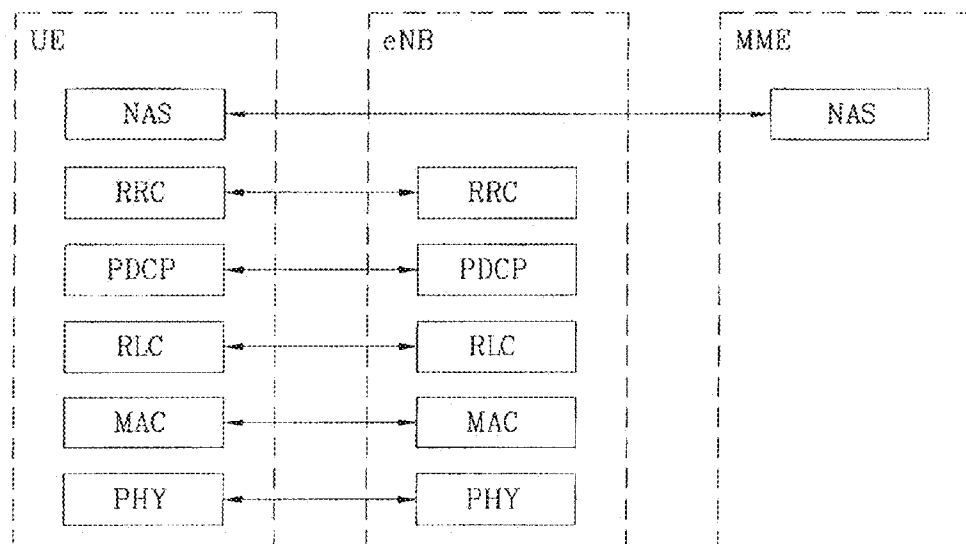 UE eNB MME
NAS NAS
RRC RRC
PDCP PDCP
RLC RLC
MAC MAC
PHY PHY